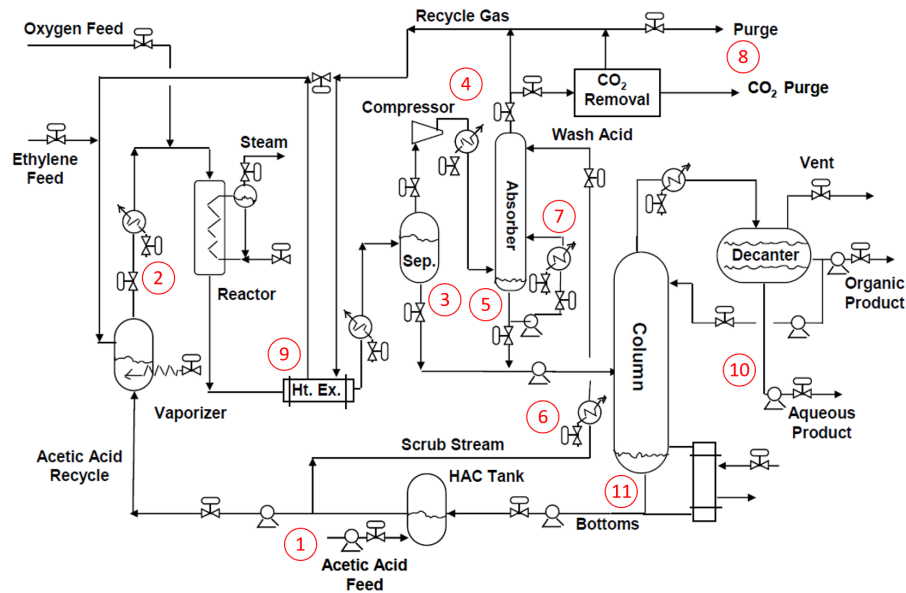 Recycle Gas
Oxygen Feed
Purge
8
4
CO2
Removal
CO2 Purge
Compressor
Wash Acid
Steam
Ethylene
Feed
Vent
Absorber
7
Sep.
Decanter
2
3
5
Reactor
Organic
Product
Column
9
Ht. Ex.
10
Vaporizer
6
Aqueous
Product
Scrub Stream
Acetic Acid
Recycle
HAC Tank
11
Bottoms
1
Acetic Acid
Feed